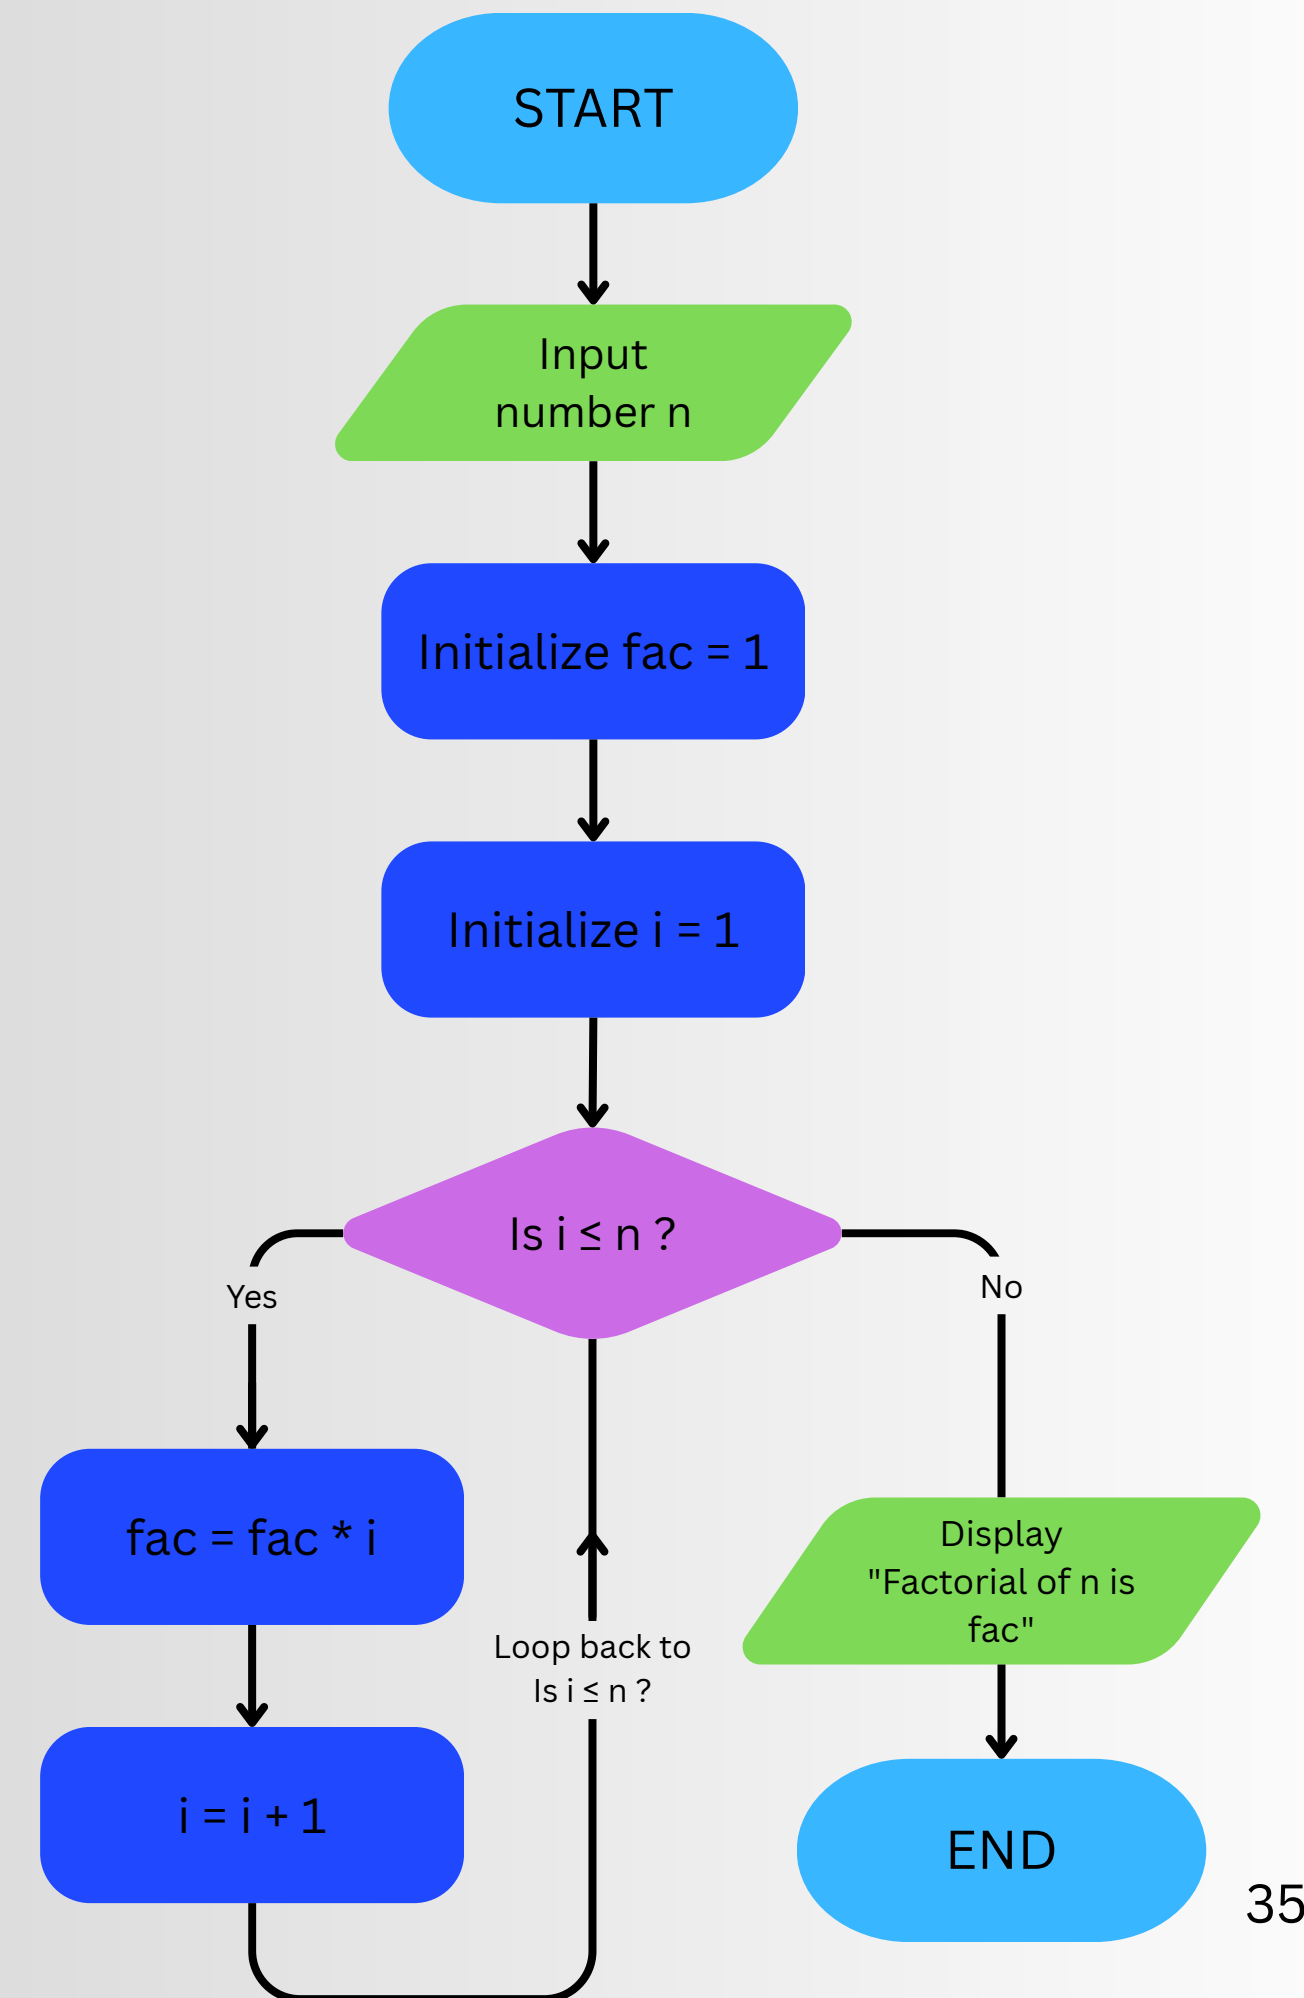 START
Input
number n
Initialize fac = 1
Initialize i = 1
Is i ≤ n ?
Yes
No
fac = fac * i
Display
"Factorial of n is
fac"
Loop back to
Is i ≤ n ?
i = i + 1
END
35